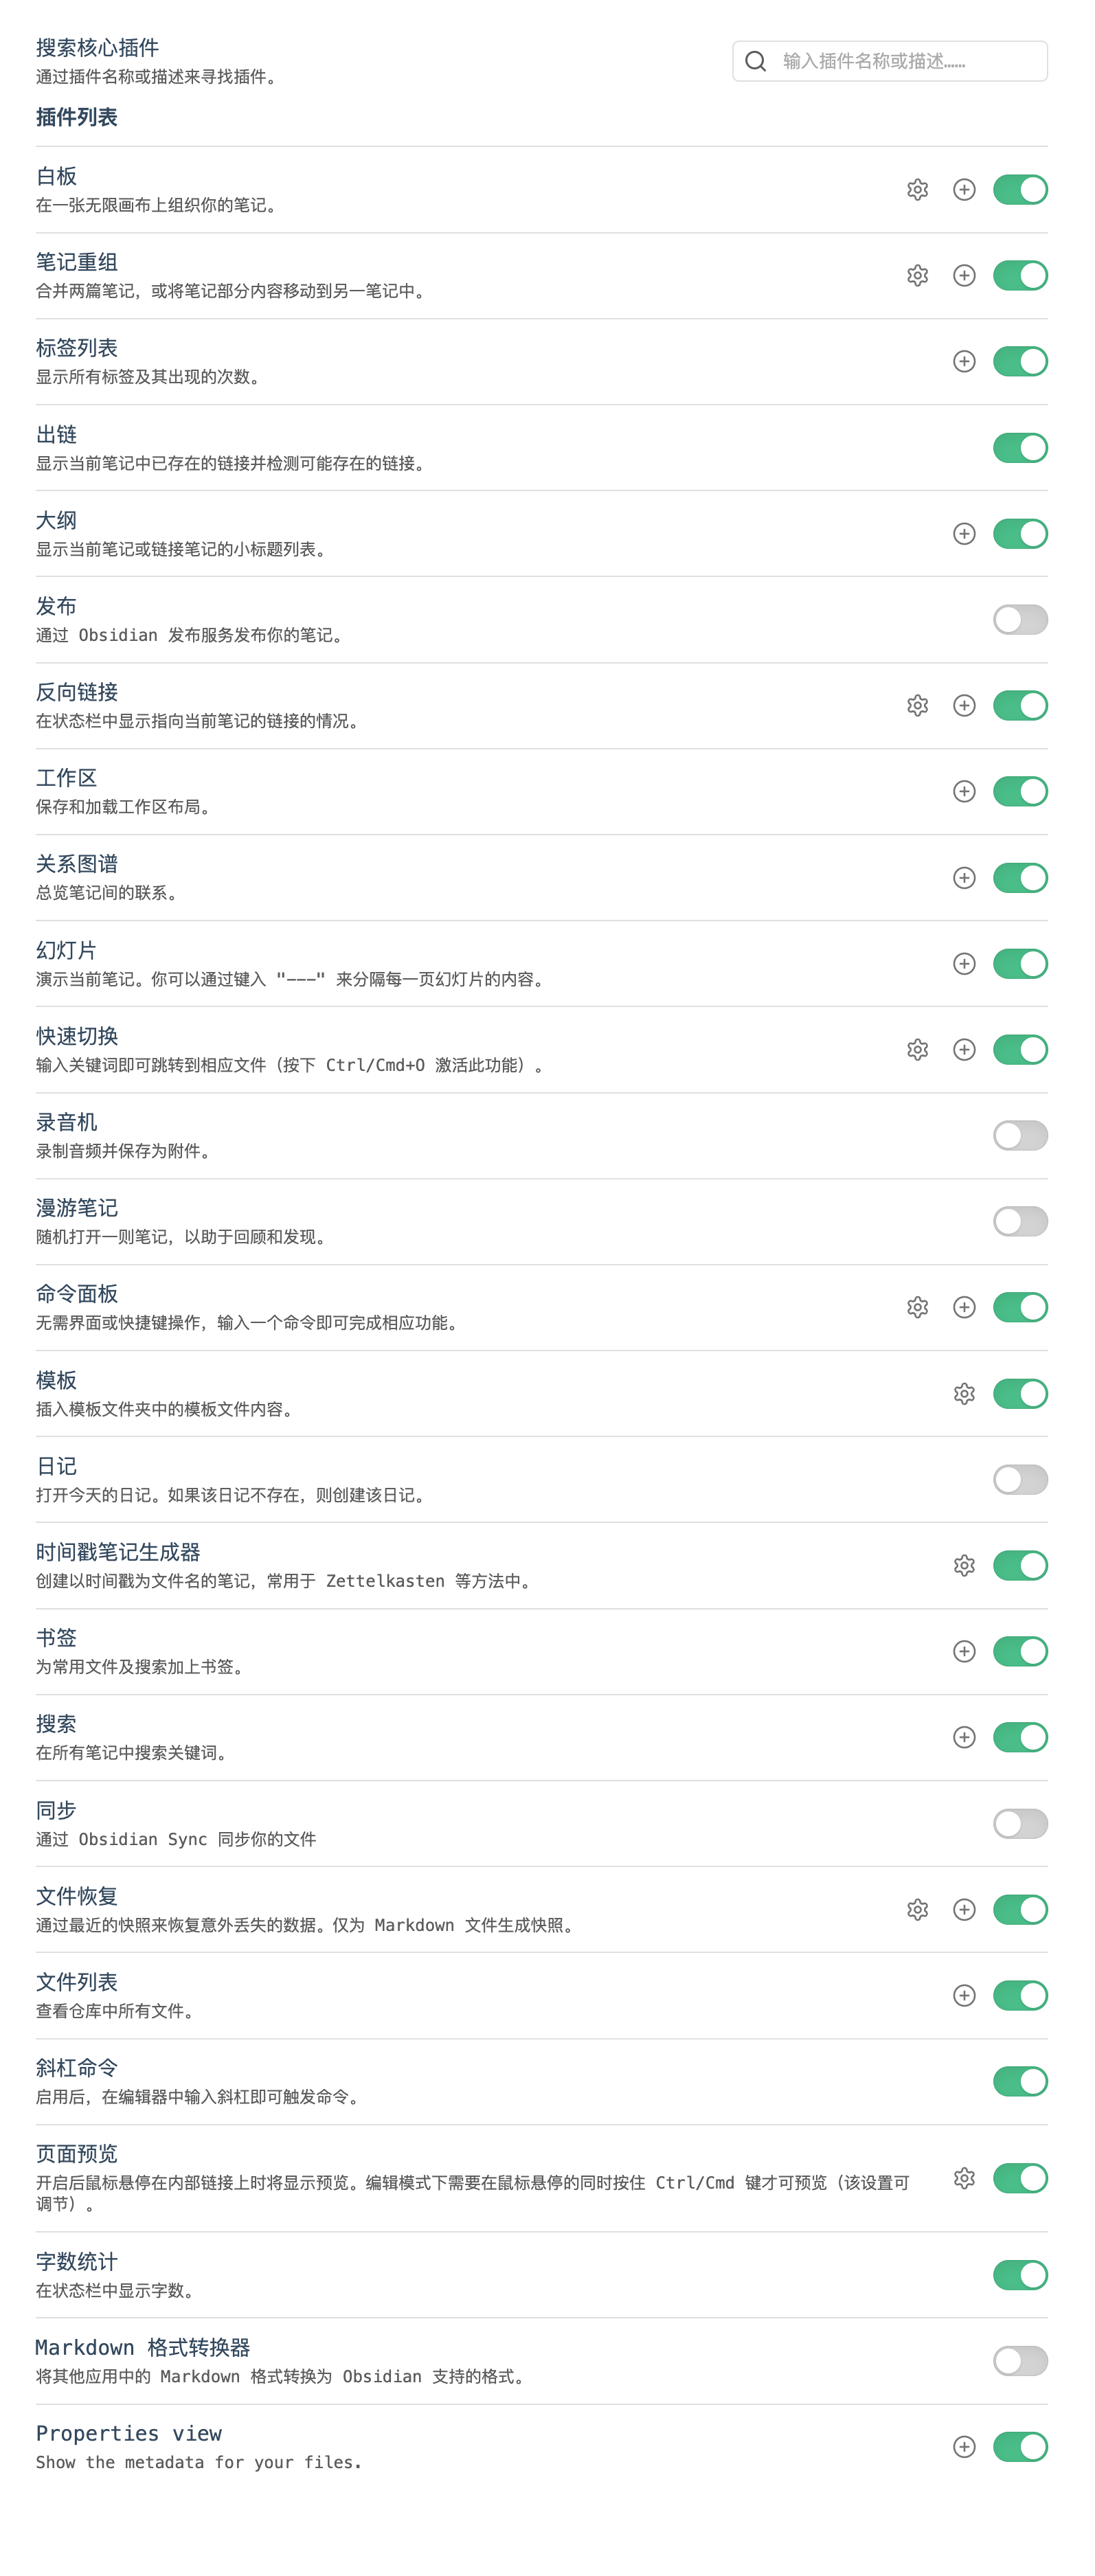 搜索核心插件
通过插件名称或描述来寻找插件。
输入插件名称或描述……
插件列表
白板
在一张无限画布上组织你的笔记。
笔记重组
合并两篇笔记，或将笔记部分内容移动到另一笔记中。
标签列表
显示所有标签及其出现的次数。
出链
显示当前笔记中已存在的链接并检测可能存在的链接。
大纲
显示当前笔记或链接笔记的小标题列表。
发布
通过 Obsidian 发布服务发布你的笔记。
反向链接
在状态栏中显示指向当前笔记的链接的情况。
工作区
保存和加载工作区布局。
关系图谱
总览笔记间的联系。
幻灯片
演示当前笔记。你可以通过键入 "---" 来分隔每一页幻灯片的内容。
快速切换
输入关键词即可跳转到相应文件（按下 Ctrl/Cmd+O 激活此功能）。
录音机
录制音频并保存为附件。
漫游笔记
随机打开一则笔记，以助于回顾和发现。
命令面板
无需界面或快捷键操作，输入一个命令即可完成相应功能。
模板
插入模板文件夹中的模板文件内容。
日记
打开今天的日记。如果该日记不存在，则创建该日记。
时间戳笔记生成器
创建以时间戳为文件名的笔记，常用于 Zettelkasten 等方法中。
书签
为常用文件及搜索加上书签。
搜索
在所有笔记中搜索关键词。
同步
通过 Obsidian Sync 同步你的文件
文件恢复
通过最近的快照来恢复意外丢失的数据。仅为 Markdown 文件生成快照。
文件列表
查看仓库中所有文件。
斜杠命令
启用后，在编辑器中输入斜杠即可触发命令。
页面预览
开启后鼠标悬停在内部链接上时将显示预览。编辑模式下需要在鼠标悬停的同时按住 Ctrl/Cmd 键才可预览（该设置可
调节）。
字数统计
在状态栏中显示字数。
Markdown 格式转换器
将其他应用中的 Markdown 格式转换为 Obsidian 支持的格式。
Properties view
Show the metadata for your files.